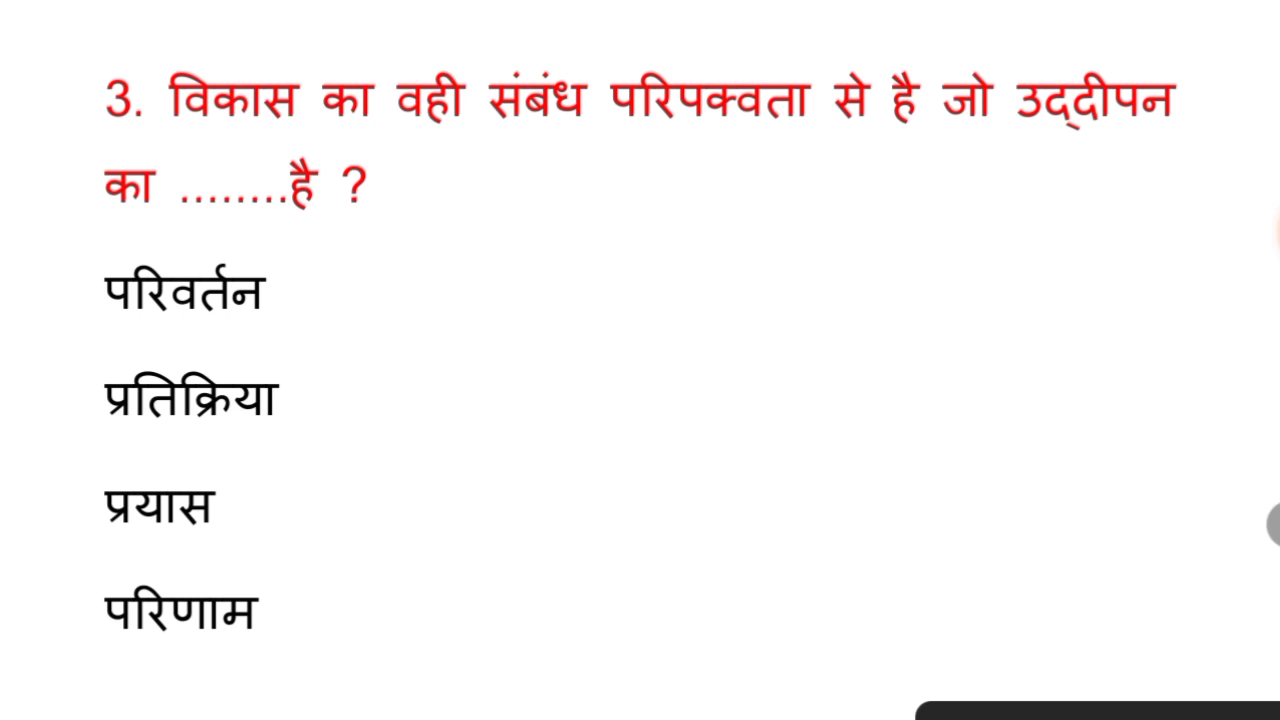 3. विकास का वही संबंध परिपक्वता से है जो उद्दीपन
का ........है ?
परिवर्तन
प्रतिक्रिया
प्रयास
परिणाम